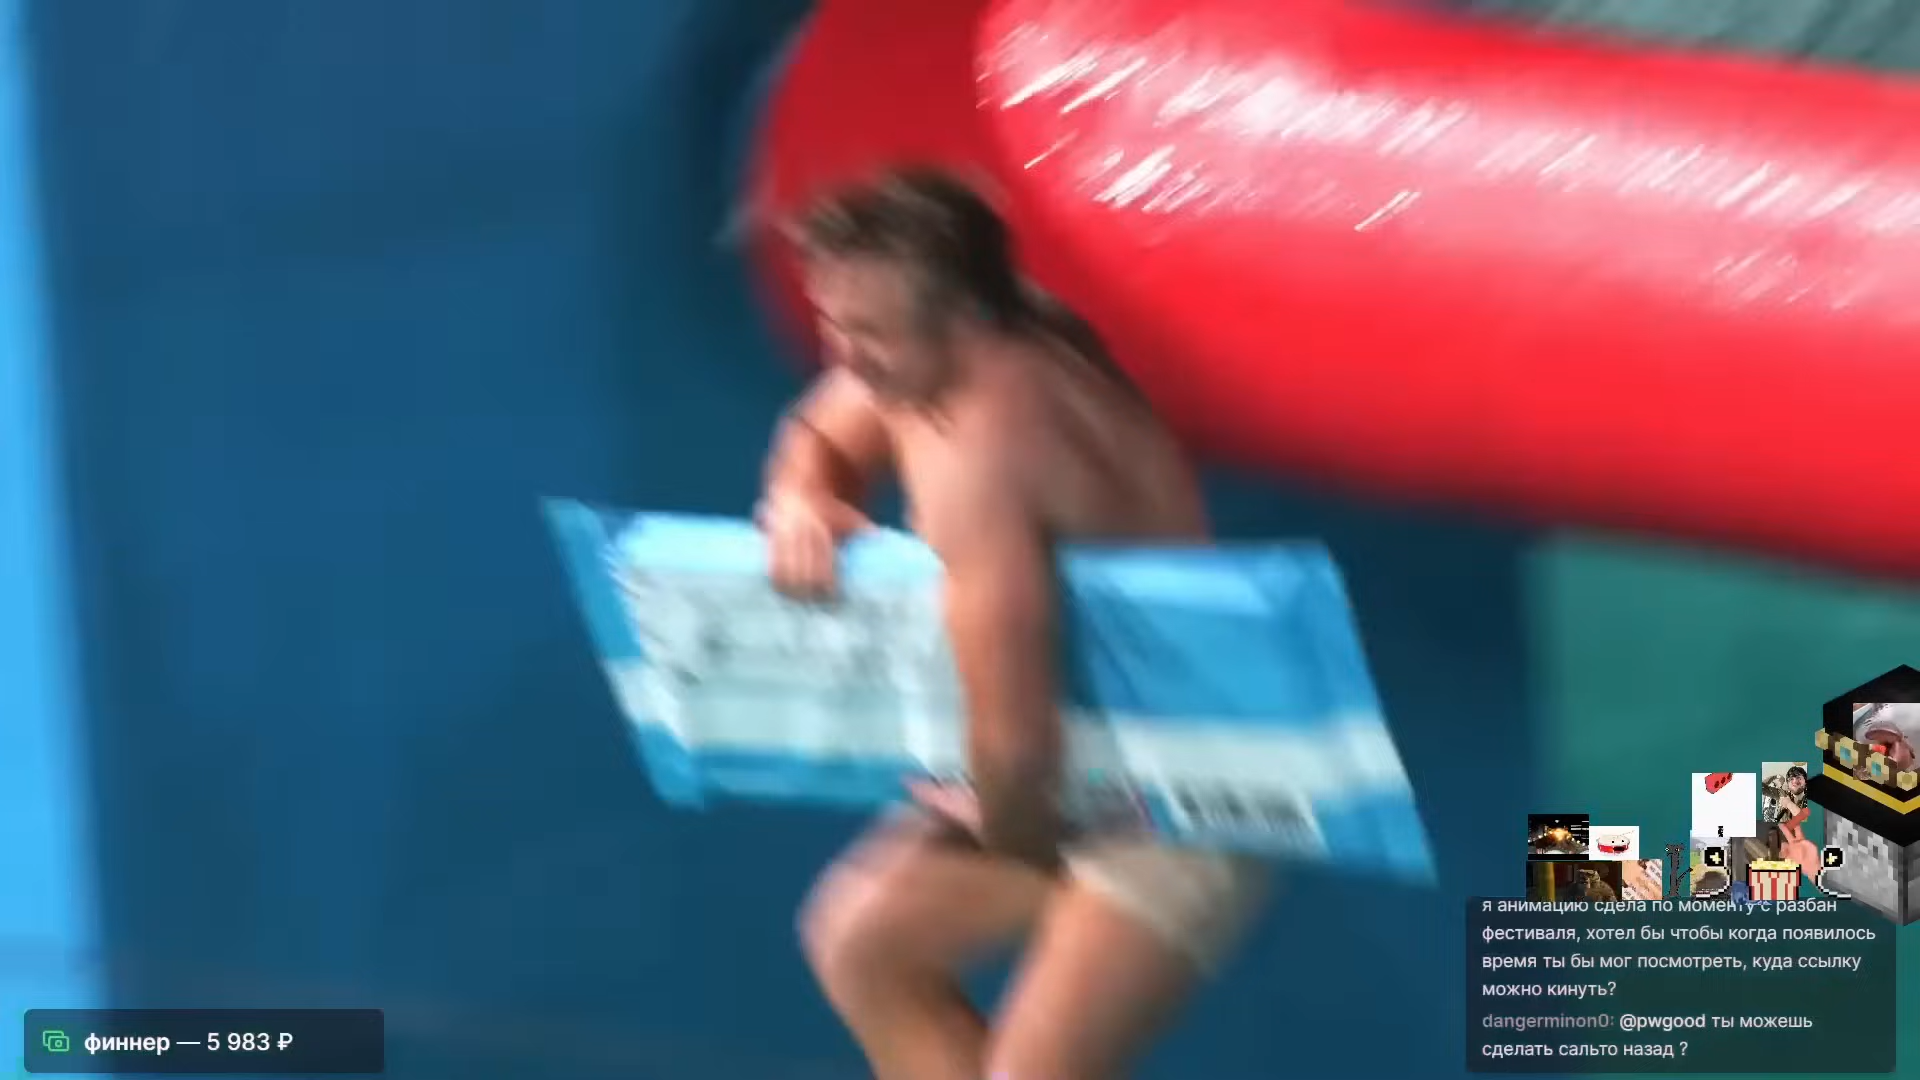 я анимацию сдела по моменту с разбан
фестиваля, хотел бы чтобы когда появилось
время ты бы мог посмотреть, куда ссылку
можно кинуть?
dangerminon0: @pwgood ты можешь
сделать сальто назад ?
финнер — 5 983 ₽